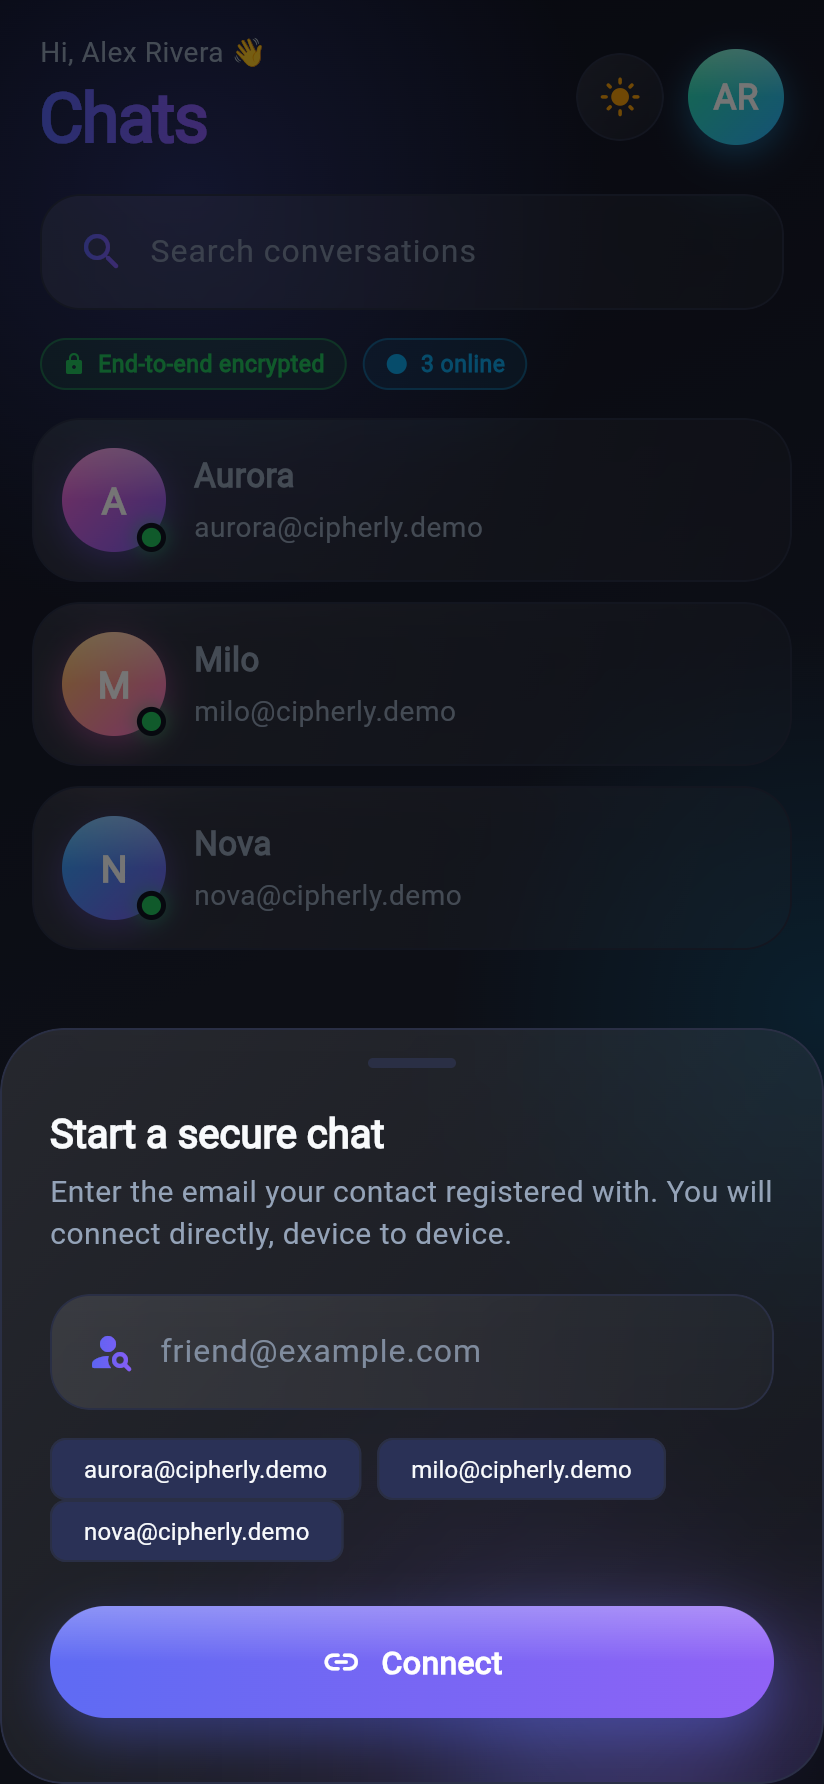 Hi, Alex Rivera 👋
Chats
AR
Search conversations
End-to-end encrypted
3 online
A
Aurora
aurora@cipherly.demo
M
Milo
milo@cipherly.demo
N
Nova
nova@cipherly.demo
Start a secure chat
Enter the email your contact registered with. You will
connect directly, device to device.
friend@example.com
aurora@cipherly.demo
milo@cipherly.demo
nova@cipherly.demo
Connect